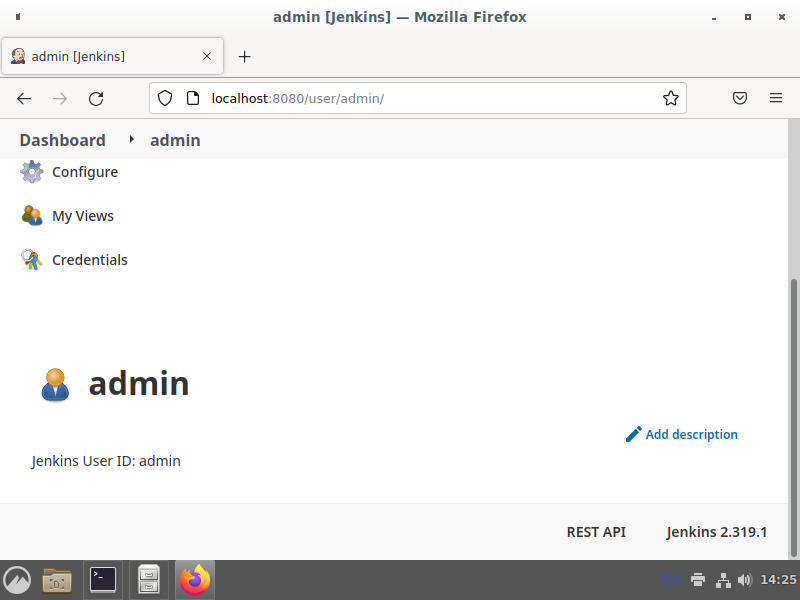 admin [Jenkins] — Mozilla Firefox
admin [Jenkins]
localhost:8080/user/admin/
Dashboard
admin
Configure
My Views
Credentials
admin
Add description
Jenkins User ID: admin
REST API
Jenkins 2.319.1
EN
14:25